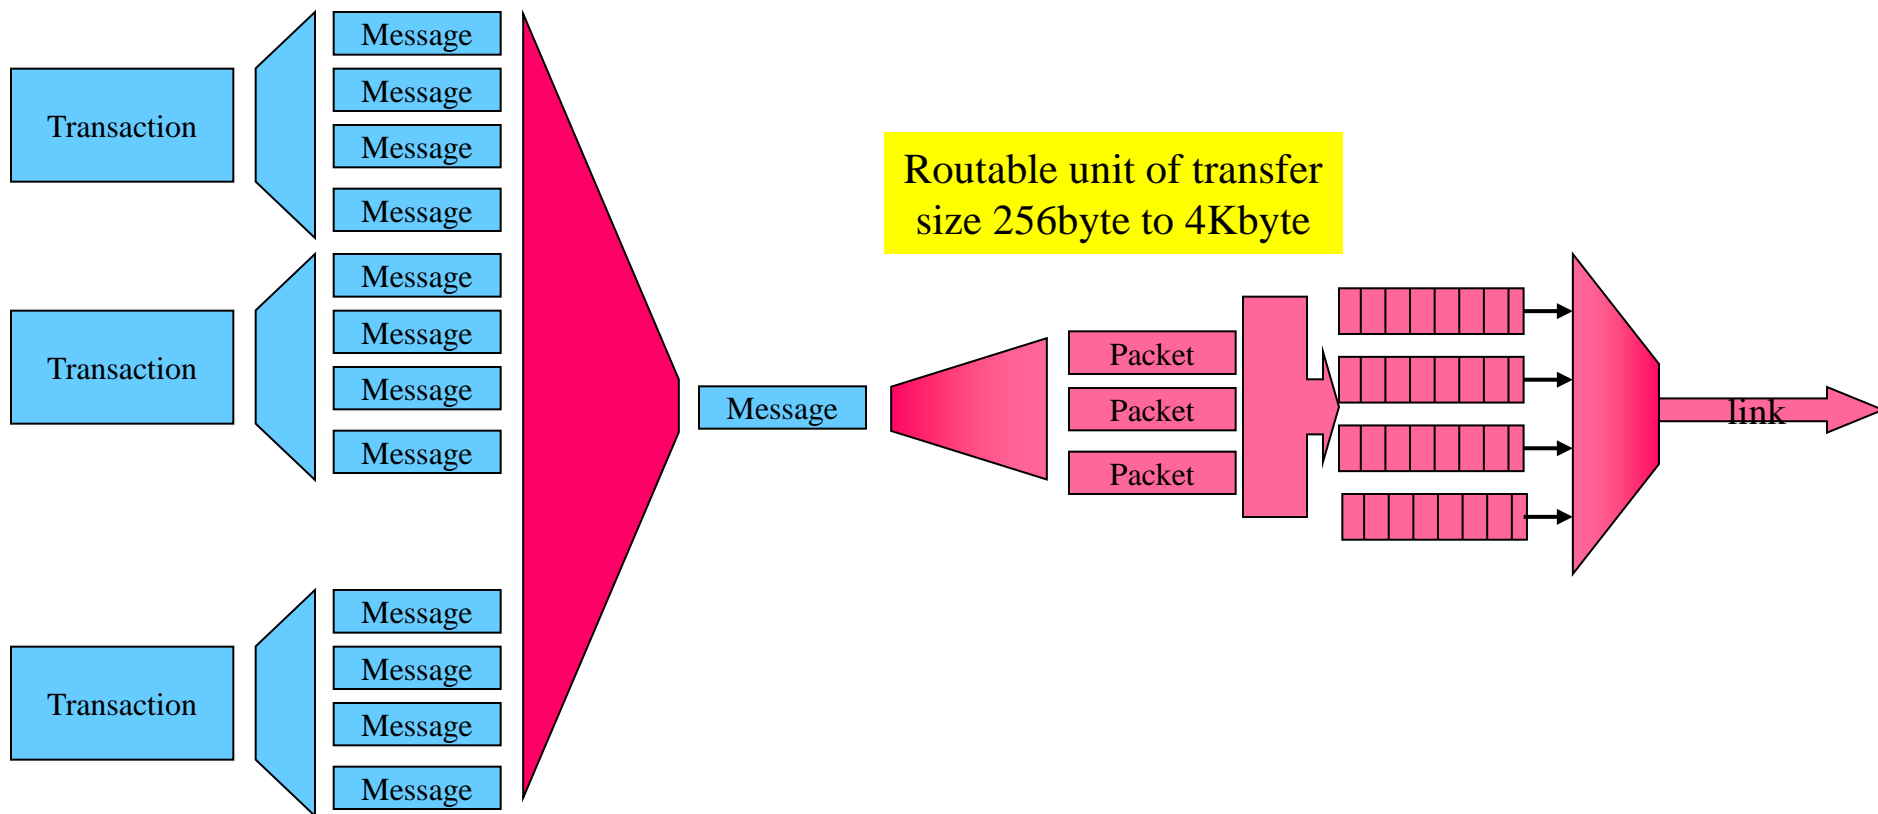 Message
Message
Transaction
Message
Message
Routable unit of transfer
size 256byte to 4Kbyte
Message
Message
Transaction
Message
Message
Message
Packet
Packet
Packet
link
Message
Message
Transaction
Message
Message